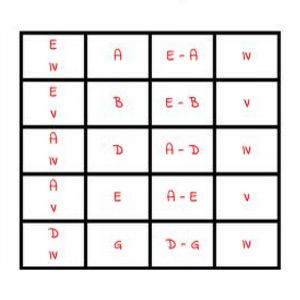 E A E - A IV
IV
E B E - B V
V
A D A - D IV
IV
A E A - E V
V
D G D - G IV
IV